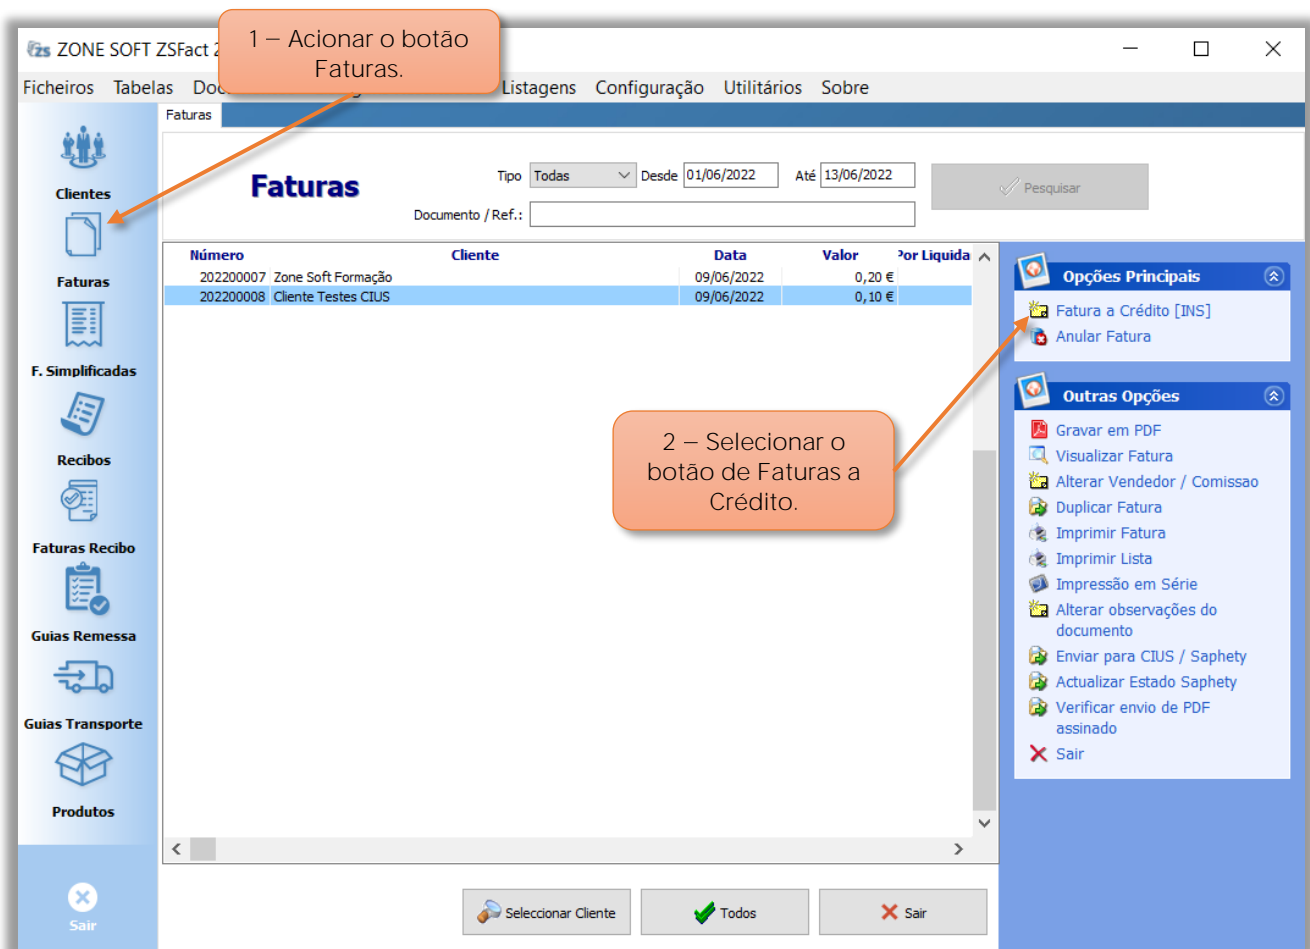 1 – Acionar o botão
Faturas.
ZONE SOFT ZSFact 2
Ficheiros Tabelas Listagens Configuração Utilitários Sobre
Faturas
Clientes
Faturas
F. Simplificadas
Recibos
Faturas Recibo
Guias Remessa
Guias Transporte
Produtos
Sair
Faturas
Tipo Todas Desde 01/06/2022 Até 13/06/2022
Pesquisar
Documento / Ref.:
Número Cliente Data Valor Por Liquida
202200007 Zone Soft Formação 09/06/2022 0,20 €
202200008 Cliente Testes CIUS 09/06/2022 0,10 €
2 – Selecionar o
botão de Faturas a
Crédito.
Opções Principais
Fatura a Crédito [INS]
Anular Fatura
Outras Opções
Gravar em PDF
Visualizar Fatura
Alterar Vendedor / Comissao
Duplicar Fatura
Imprimir Fatura
Imprimir Lista
Impressão em Série
Alterar observações do
documento
Enviar para CIUS / Saphety
Actualizar Estado Saphety
Verificar envio de PDF
assinado
Sair
Seleccionar Cliente
Todos
Sair